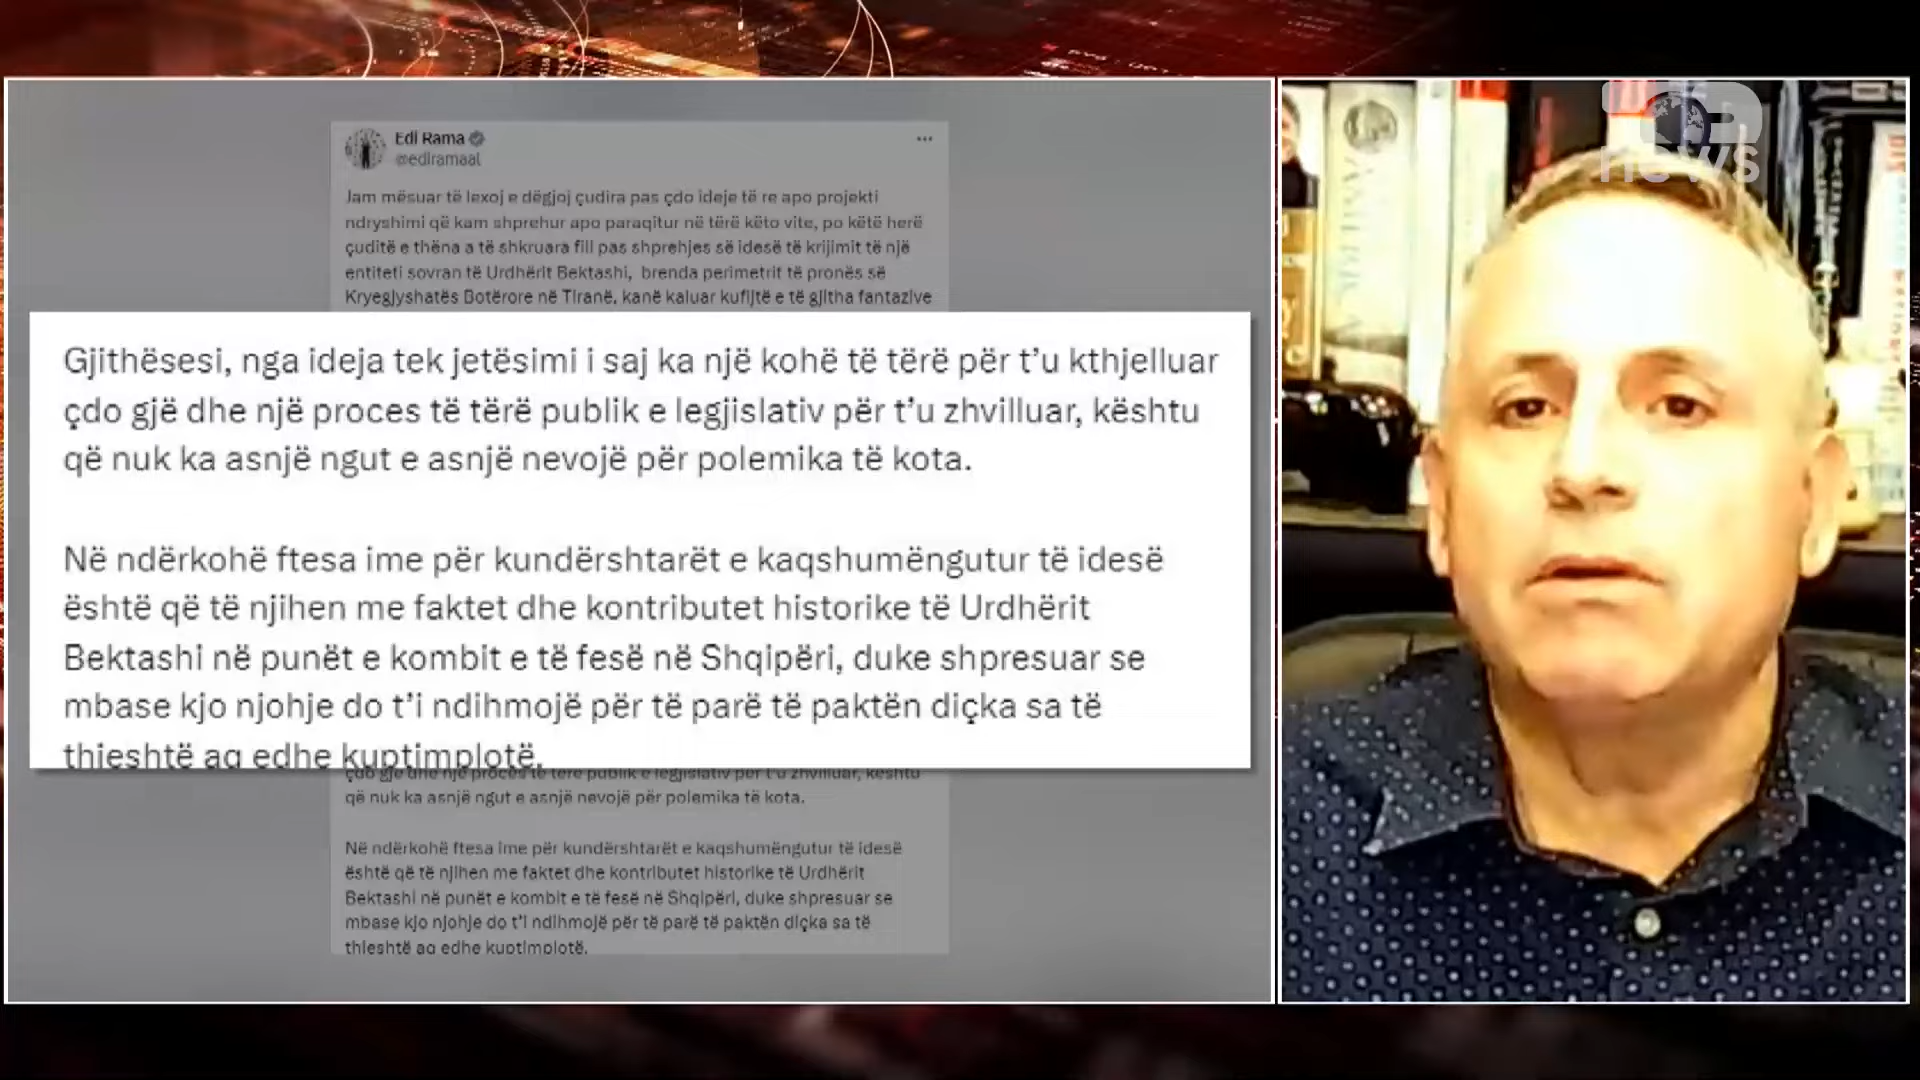 Edi Rama
@ediramaal
Jam mësuar të lexoj e dëgjoj çudira pas çdo ideje të re apo projekti
ndryshimi që kam shprehur apo paraqitur në tërë këto vite, po këtë herë
çuditë e thëna a të shkruara fill pas shprehjes së idesë të krijimit të një
entiteti sovran të Urdhërit Bektashi, brenda perimetrit të pronës së
Kryegjyshatës Botërore në Tiranë, kanë kaluar kufijtë e të gjitha fantazive
Gjithësesi, nga ideja tek jetësimi i saj ka një kohë të tërë për t’u kthjelluar
çdo gjë dhe një proces të tërë publik e legjislativ për t’u zhvilluar, kështu
që nuk ka asnjë ngut e asnjë nevojë për polemika të kota.
Në ndërkohë ftesa ime për kundërshtarët e kaqshumëngutur të idesë
është që të njihen me faktet dhe kontributet historike të Urdhërit
Bektashi në punët e kombit e të fesë në Shqipëri, duke shpresuar se
mbase kjo njohje do t’i ndihmojë për të parë të paktën diçka sa të
thjeshtë aq edhe kuptimplotë.
çdo gjë dhe një proces të tërë publik e legjislativ për t’u zhvilluar, kështu
që nuk ka asnjë ngut e asnjë nevojë për polemika të kota.
Në ndërkohë ftesa ime për kundërshtarët e kaqshumëngutur të idesë
është që të njihen me faktet dhe kontributet historike të Urdhërit
Bektashi në punët e kombit e të fesë në Shqipëri, duke shpresuar se
mbase kjo njohje do t’i ndihmojë për të parë të paktën diçka sa të
thjeshtë aq edhe kuptimplotë.
news